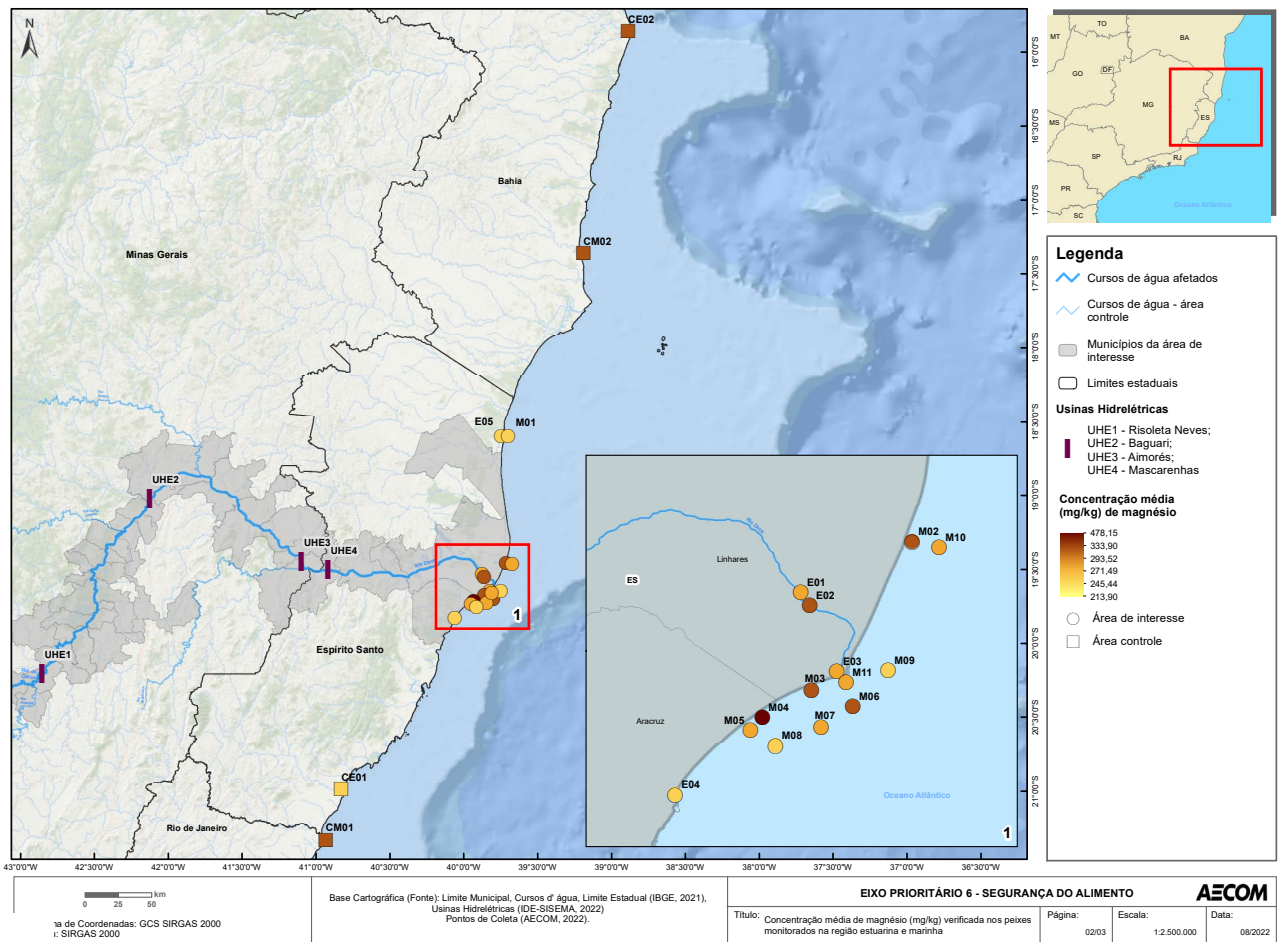 N
CE02
Bahia
CM02
Minas Gerais
E05 M01
UHE2
UHE3
UHE4
UHE1
Rio Doce
1
Espírito Santo
CE01
Rio de Janeiro
CM01
Rio Doce
Linhares
ES
M02
M10
E01
E02
E03
M09
M11
M03
M06
M04
M05
M07
M08
Aracruz
E04
Oceano Atlântico
1
16°0'0"S
16°30'0"S
17°0'0"S
17°30'0"S
18°0'0"S
18°30'0"S
19°0'0"S
19°30'0"S
20°0'0"S
20°30'0"S
21°0'0"S
43°0'0"W 42°30'0"W 42°0'0"W 41°30'0"W 41°0'0"W 40°30'0"W 40°0'0"W 39°30'0"W 39°0'0"W 38°30'0"W 38°0'0"W 37°30'0"W 37°0'0"W 36°30'0"W
TO
MT
BA
GO
DF
MG
MS
ES
SP
RJ
PR
SC
Oceano Atlântico
Legenda
Cursos de água afetados
Cursos de água - área
controle
Municípios da área de
interesse
Limites estaduais
Usinas Hidrelétricas
UHE1 - Risoleta Neves;
UHE2 - Baguari;
UHE3 - Aimorés;
UHE4 - Mascarenhas
Concentração média
(mg/kg) de magnésio
478,15
333,90
293,52
271,49
245,44
213,90
Área de interesse
Área controle
km
0 25 50
na de Coordenadas: GCS SIRGAS 2000
: SIRGAS 2000
Base Cartográfica (Fonte): Limite Municipal, Cursos d' água, Limite Estadual (IBGE, 2021),
Usinas Hidrelétricas (IDE-SISEMA, 2022)
Pontos de Coleta (AECOM, 2022).
EIXO PRIORITÁRIO 6 - SEGURANÇA DO ALIMENTO
AECOM
Título: Concentração média de magnésio (mg/kg) verificada nos peixes
monitorados na região estuarina e marinha
Página:
02/03
Escala:
1:2.500.000
Data:
08/2022